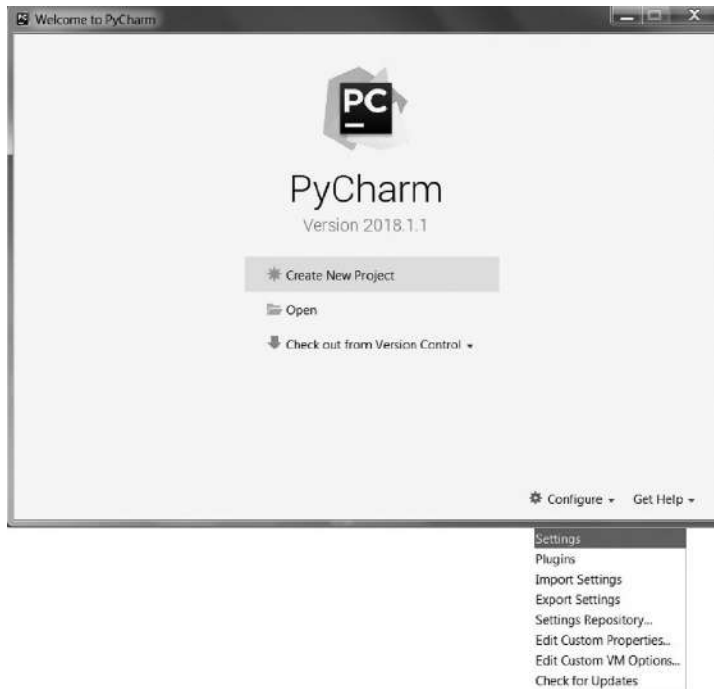 Welcome to PyCharm
PC
PyCharm
Version 2018.1.1
Create New Project
Open
Check out from Version Control
Configure
Get Help
Settings
Plugins
Import Settings
Export Settings
Settings Repository...
Edit Custom Properties...
Edit Custom VM Options...
Check for Updates